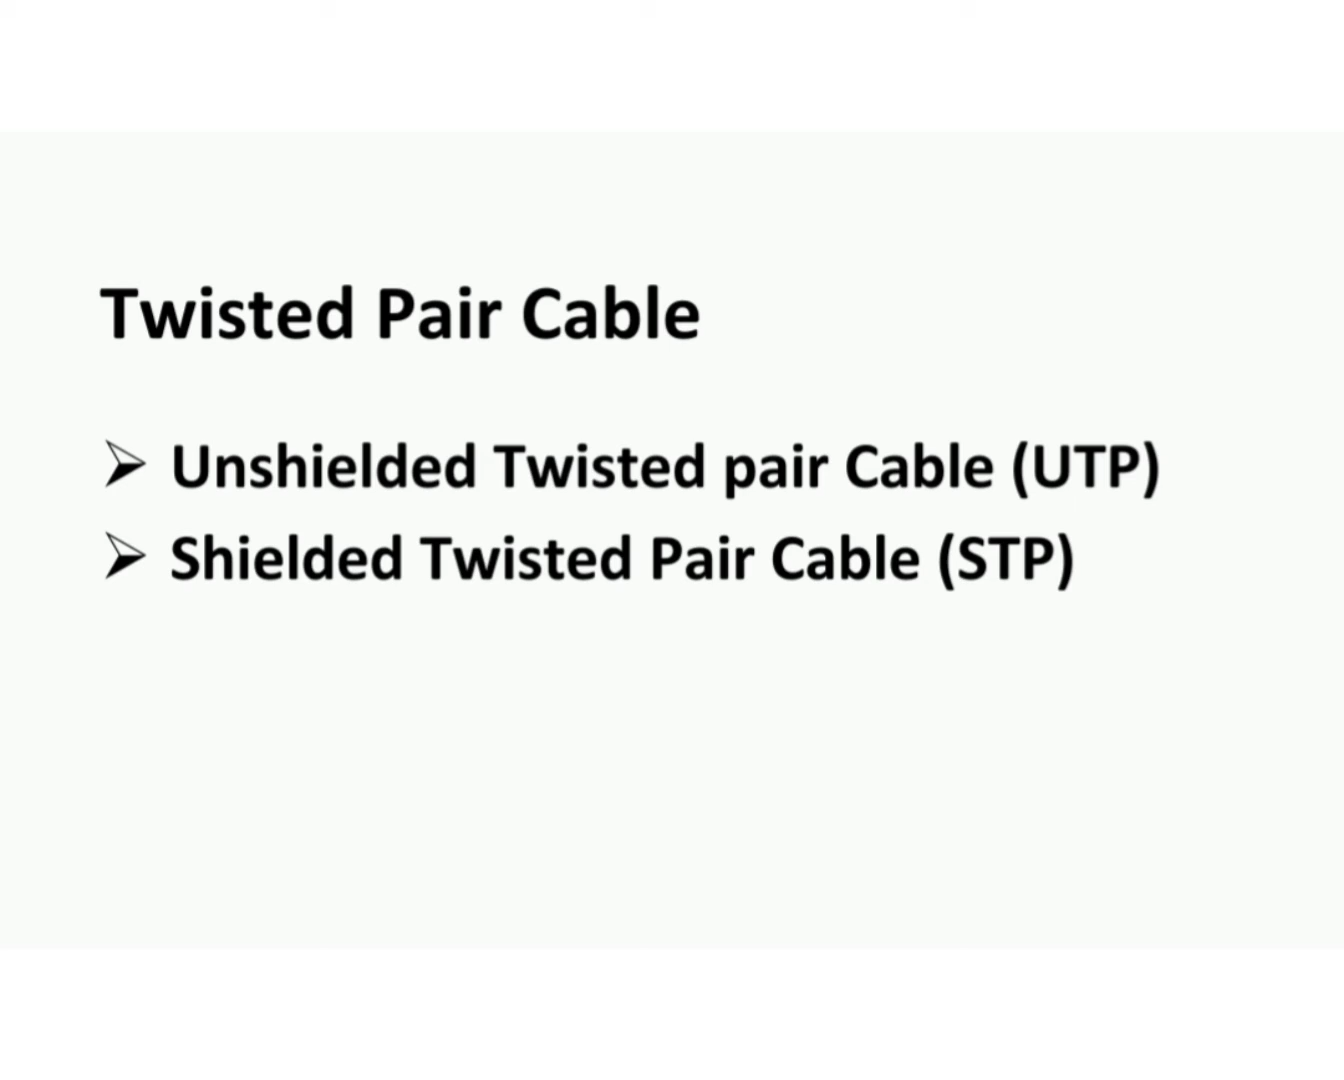 Twisted Pair Cable
➢ Unshielded Twisted pair Cable (UTP)
➢ Shielded Twisted Pair Cable (STP)